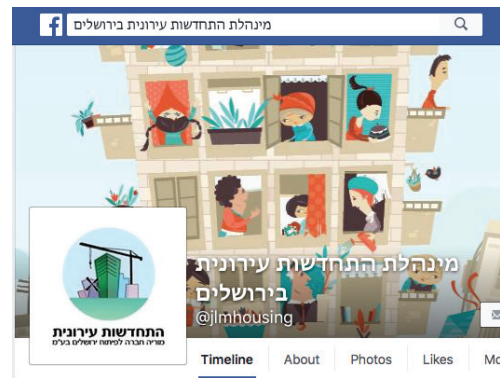 מינהלת התחדשות עירונית בירושלים
מינהלת התחדשות עירונית
בירושלים
@jlmhousing
התחדשות עירונית
מוריה חברה לפיתוח ירושלים בע"מ
Timeline
About
Photos
Likes
Mo